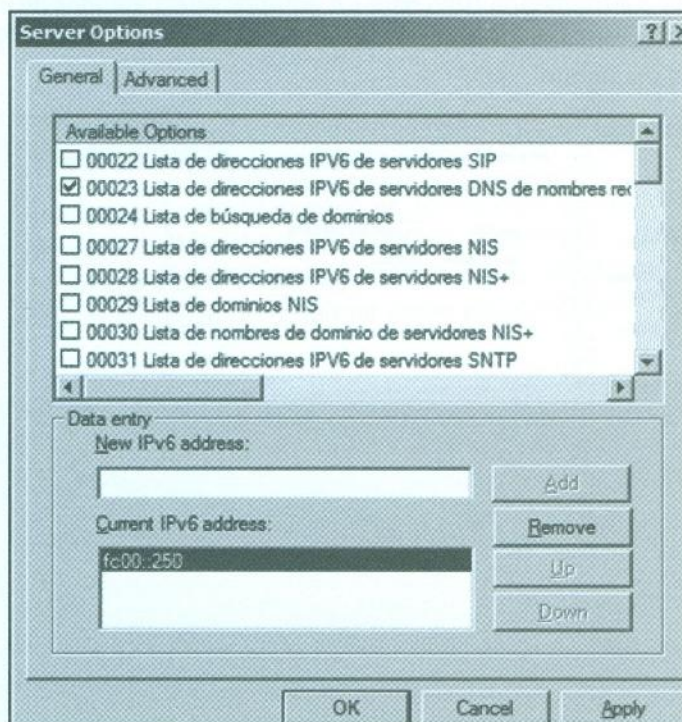 Server Options
General
Advanced
Available Options
00022 Lista de direcciones IPV6 de servidores SIP
00023 Lista de direcciones IPV6 de servidores DNS de nombres rec
00024 Lista de búsqueda de dominios
00027 Lista de direcciones IPV6 de servidores NIS
00028 Lista de direcciones IPV6 de servidores NIS+
00029 Lista de dominios NIS
00030 Lista de nombres de dominio de servidores NIS+
00031 Lista de direcciones IPV6 de servidores SNTP
Data entry
New IPv6 address:
Add
Current IPv6 address:
Remove
fc00::250
Up
Down
OK
Cancel
Apply